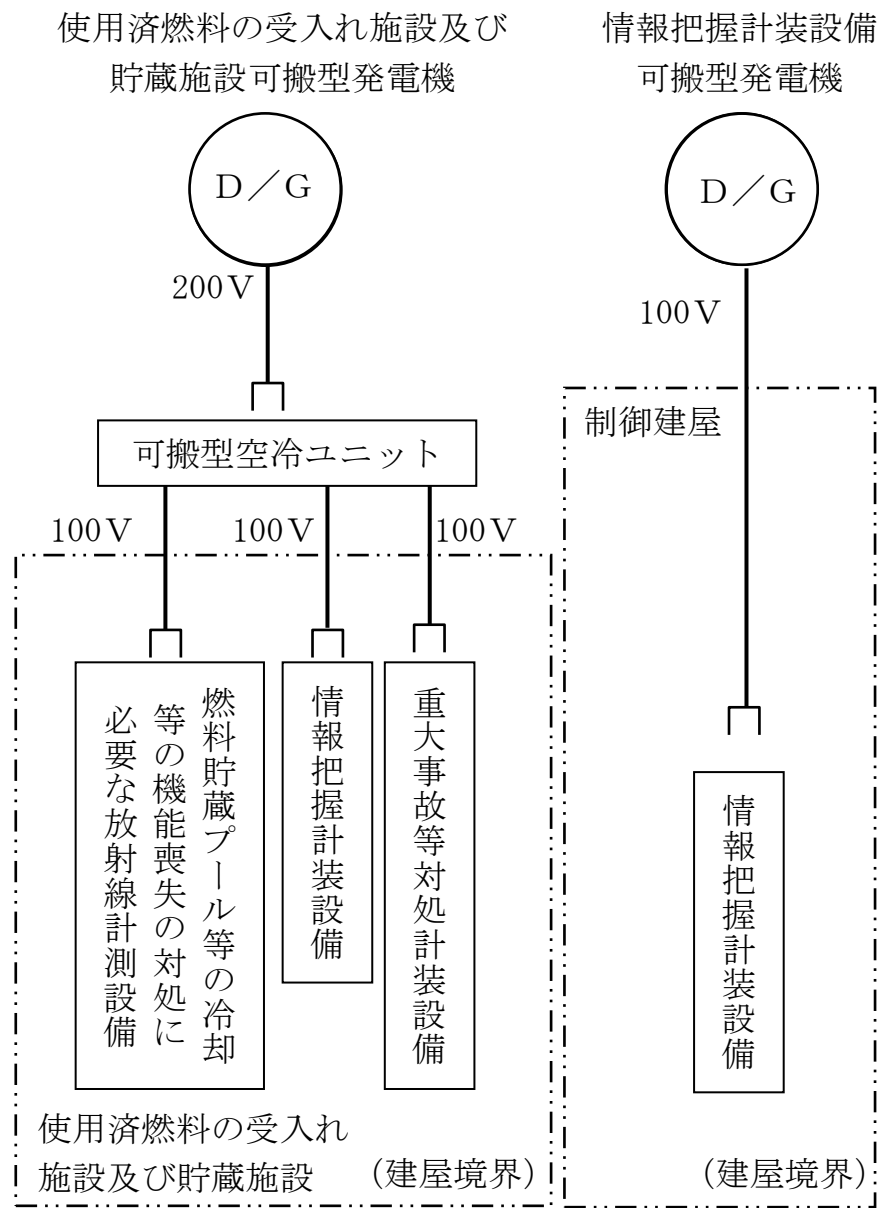 使用済燃料の受入れ施設及び
貯蔵施設可搬型発電機
情報把握計装設備
可搬型発電機
D/G
D/G
200V
100V
制御建屋
可搬型空冷ユニット
100V
100V
100V
燃料貯蔵プール等の冷却
等の機能喪失の対処に
必要な放射線計測設備
情報把握計装設備
重大事故等対処計装設備
情報把握計装設備
使用済燃料の受入れ
施設及び貯蔵施設
(建屋境界)
(建屋境界)